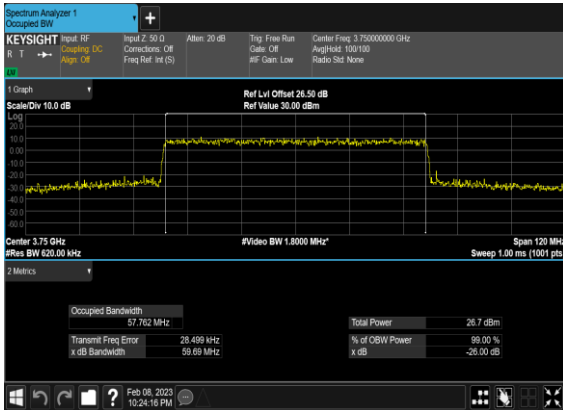 Spectrum Analyzer 1
Occupied BW
KEYSIGHT Input: RF Input Z: 50 Ω Atten: 20 dB Trig: Free Run Center Freq: 3.750000000 GHz
R T Coupling: DC Corrections: Off Gate: Off Avg|Hold: 100/100
Align: Off Freq Ref: Int (S) #IF Gain: Low Radio Std: None
1 Graph Ref Lvl Offset 26.50 dB
Scale/Div 10.0 dB Ref Value 30.00 dBm
Log
20.0
10.0
0.00
-10.0
-20.0
-30.0
-40.0
-50.0
-60.0
Center 3.75 GHz #Video BW 1.8000 MHz* Span 120 MHz
#Res BW 620.00 kHz Sweep 1.00 ms (1001 pts
2 Metrics
Occupied Bandwidth
57.762 MHz Total Power 26.7 dBm
Transmit Freq Error 28.499 kHz % of OBW Power 99.00 %
x dB Bandwidth 59.69 MHz x dB -26.00 dB
? Feb 08, 2023
10:24:16 PM